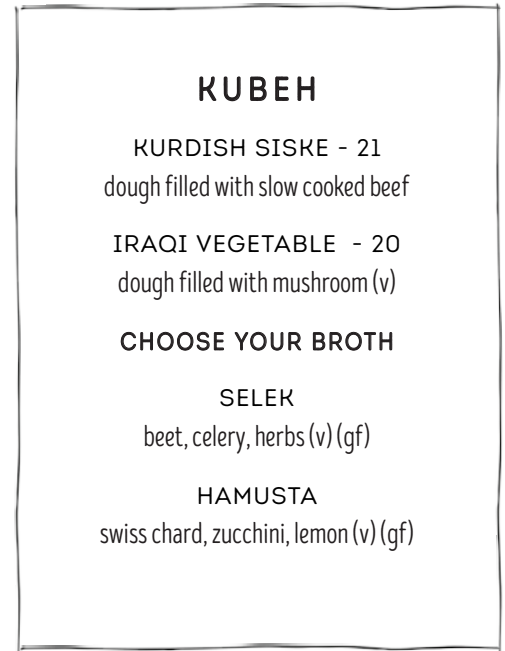 KUBEH
KURDISH SISKE - 21
dough filled with slow cooked beef
IRAQI VEGETABLE - 20
dough filled with mushroom (v)
CHOOSE YOUR BROTH
SELEK
beet, celery, herbs (v) (gf)
HAMUSTA
swiss chard, zucchini, lemon (v) (gf)